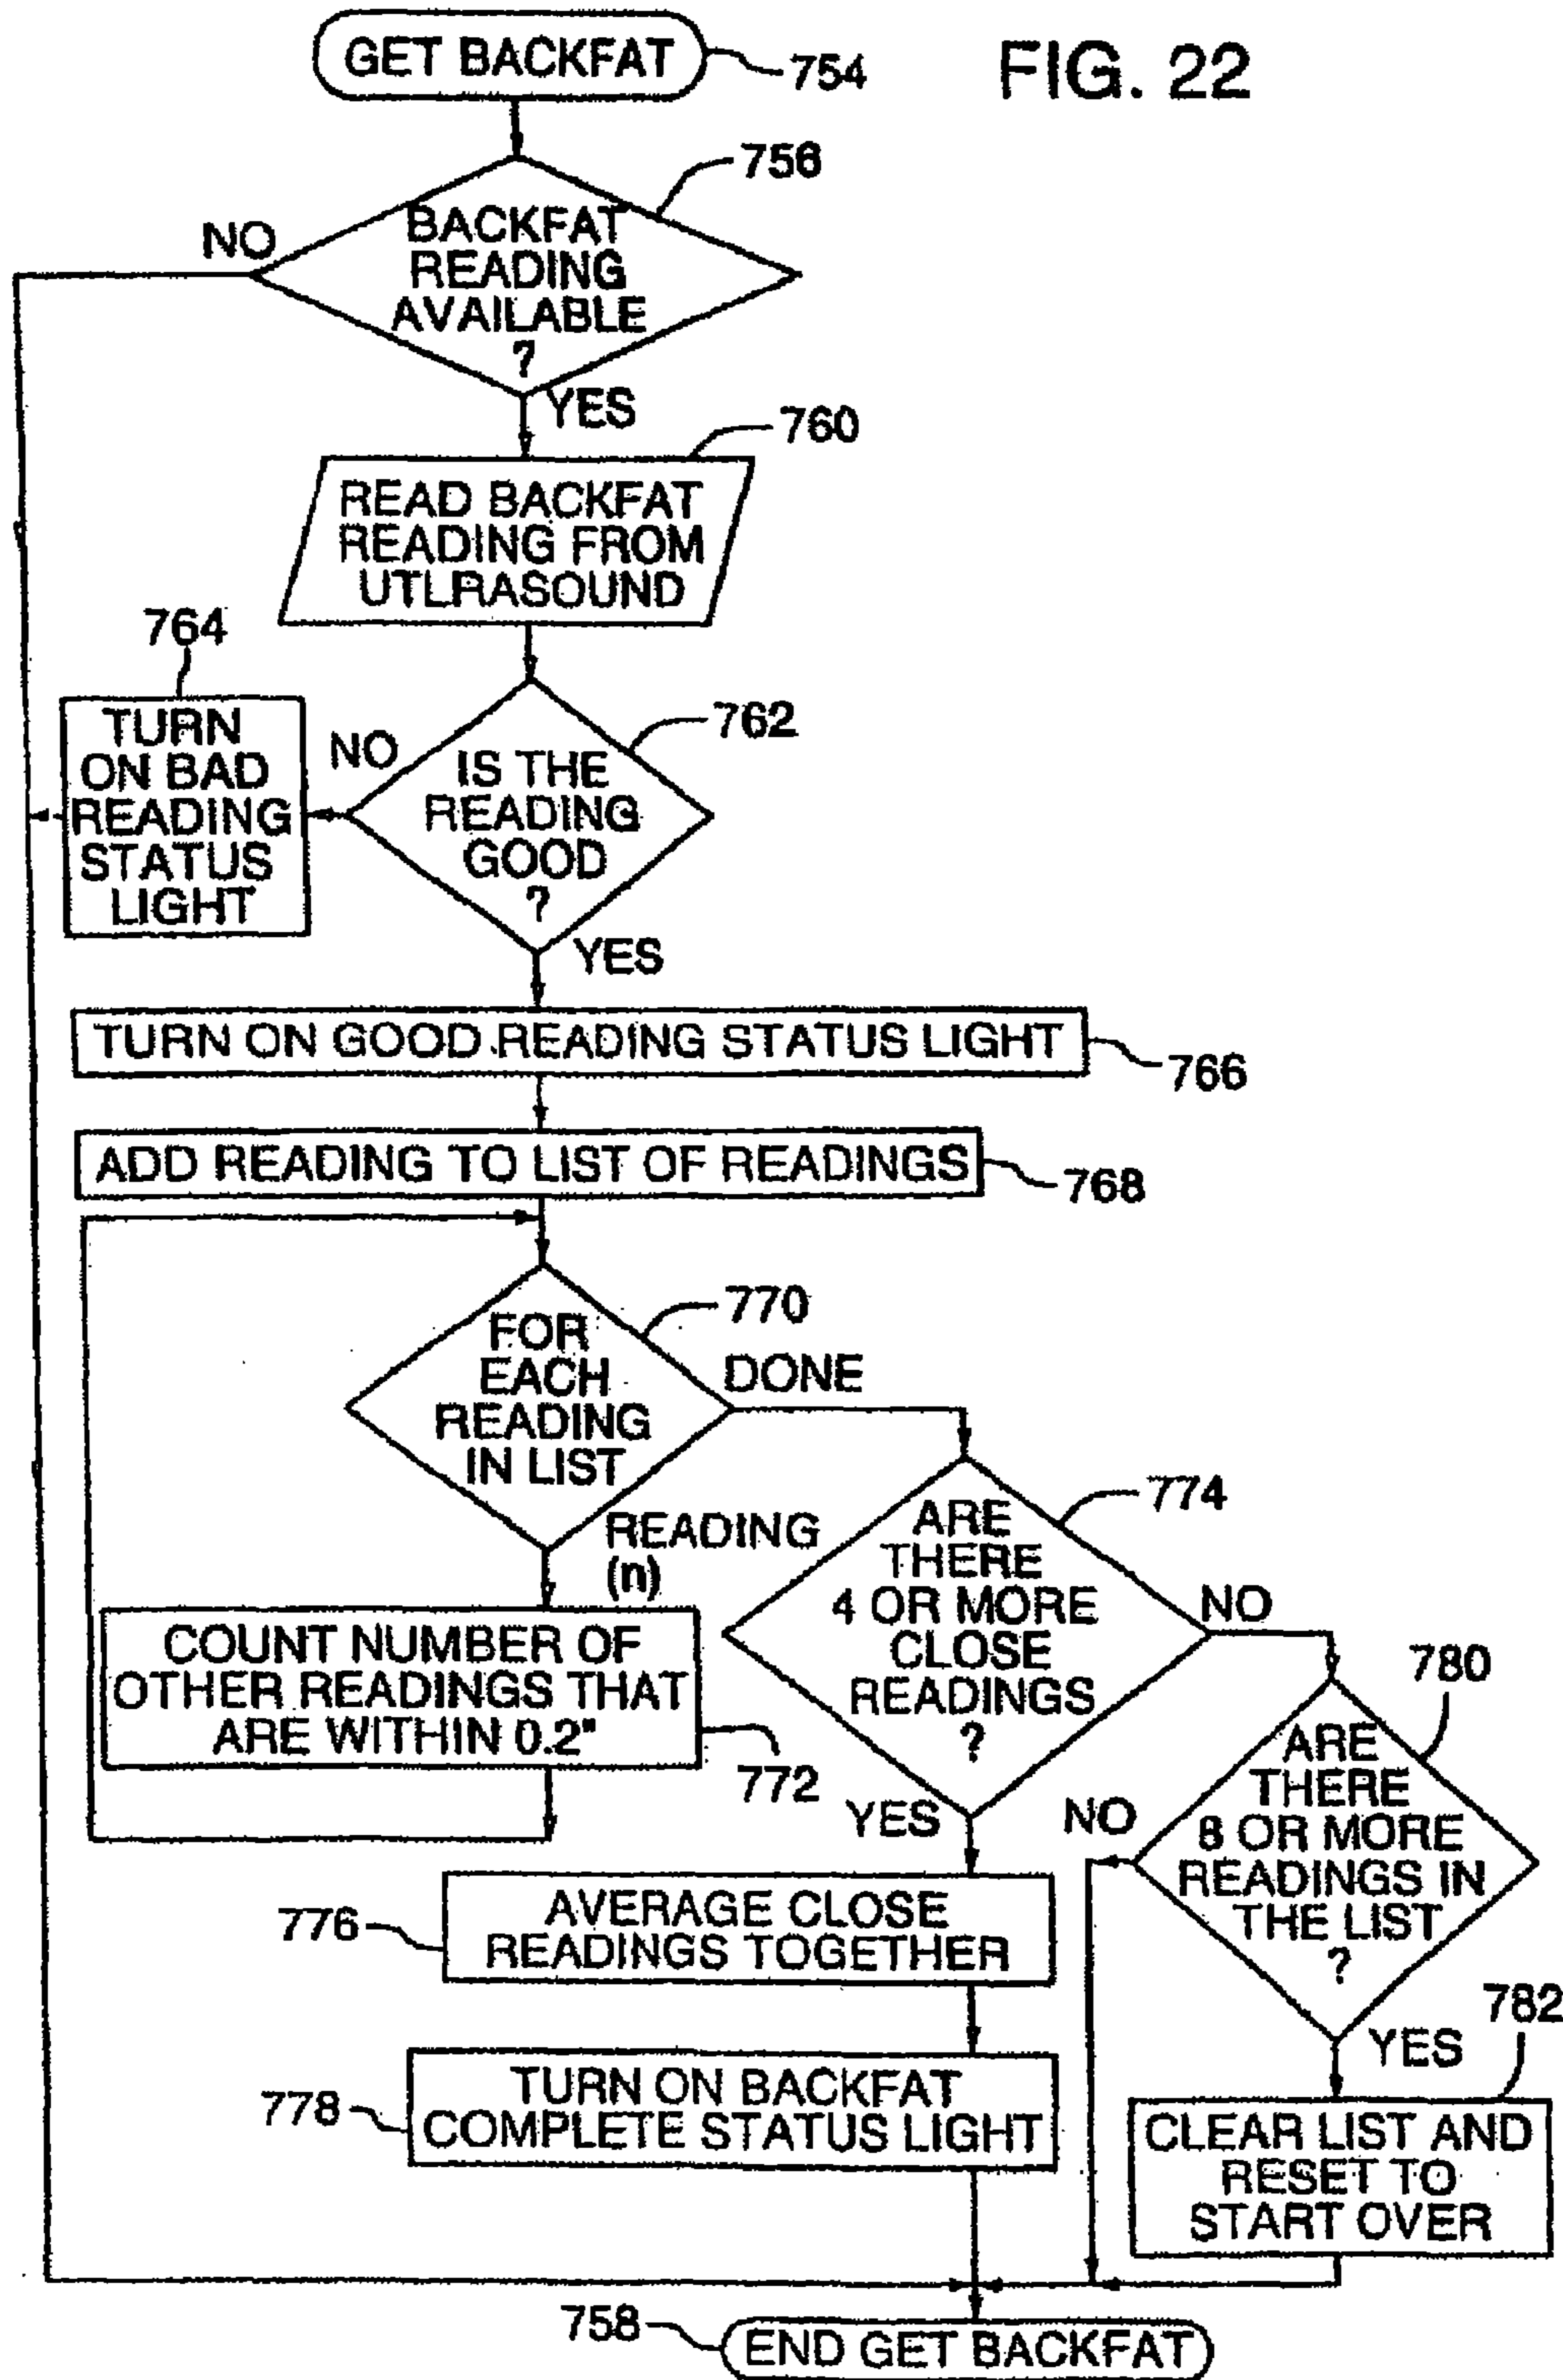 GET BACKFAT
754
FIG. 22
756
NO
BACKFAT
READING
AVAILABLE
?
YES
760
READ BACKFAT
READING FROM
UTLRASOUND
764
TURN
ON BAD
READING
STATUS
LIGHT
NO
762
IS THE
READING
GOOD
?
YES
TURN ON GOOD READING STATUS LIGHT
766
ADD READING TO LIST OF READINGS
768
770
FOR
EACH
READING
IN LIST
DONE
READING
(n)
774
ARE
THERE
4 OR MORE
CLOSE
READINGS
?
NO
COUNT NUMBER OF
OTHER READINGS THAT
ARE WITHIN 0.2"
772
780
YES
NO
ARE
THERE
8 OR MORE
READINGS IN
THE LIST
?
776
AVERAGE CLOSE
READINGS TOGETHER
782
YES
778
TURN ON BACKFAT
COMPLETE STATUS LIGHT
CLEAR LIST AND
RESET TO
START OVER
758
END GET BACKFAT